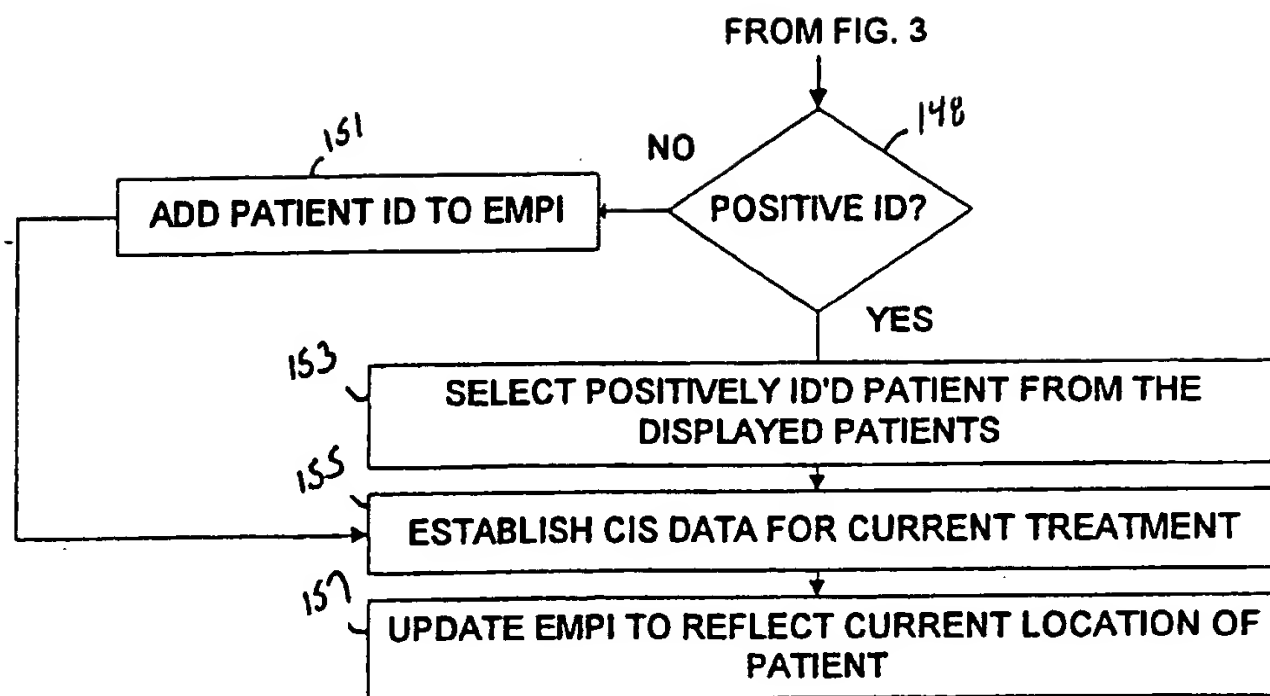 FROM FIG. 3
148
NO
POSITIVE ID?
151
ADD PATIENT ID TO EMPI
YES
153
SELECT POSITIVELY ID'D PATIENT FROM THE
DISPLAYED PATIENTS
155
ESTABLISH CIS DATA FOR CURRENT TREATMENT
157
UPDATE EMPI TO REFLECT CURRENT LOCATION OF
PATIENT